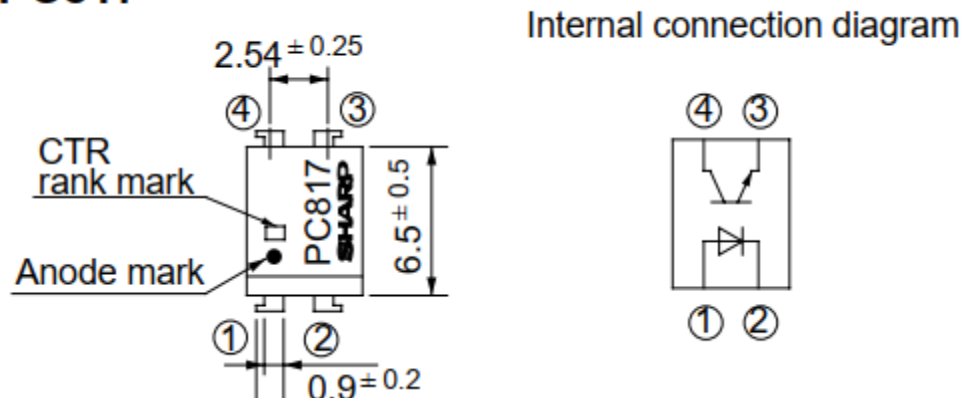 Internal connection diagram
2.54 ± 0.25
④ ③
CTR
rank mark
Anode mark
PC817
SHARP
6.5 ± 0.5
① ②
0.9 ± 0.2
④ ③
① ②